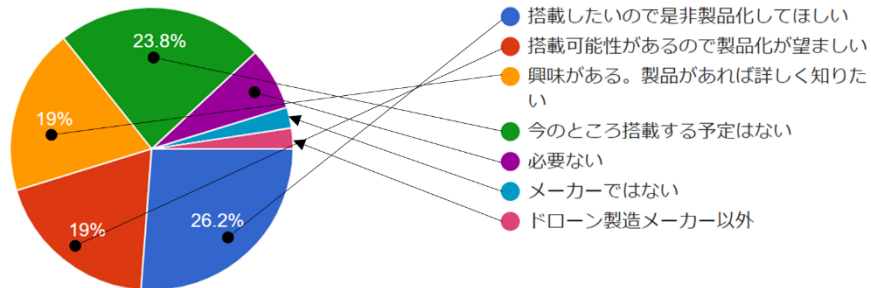 23.8%
19%
19%
26.2%
搭載したいので是非製品化してほしい
搭載可能性があるので製品化が望ましい
興味がある。製品があれば詳しく知りた
い
今のところ搭載する予定はない
必要ない
メーカーではない
ドローン製造メーカー以外